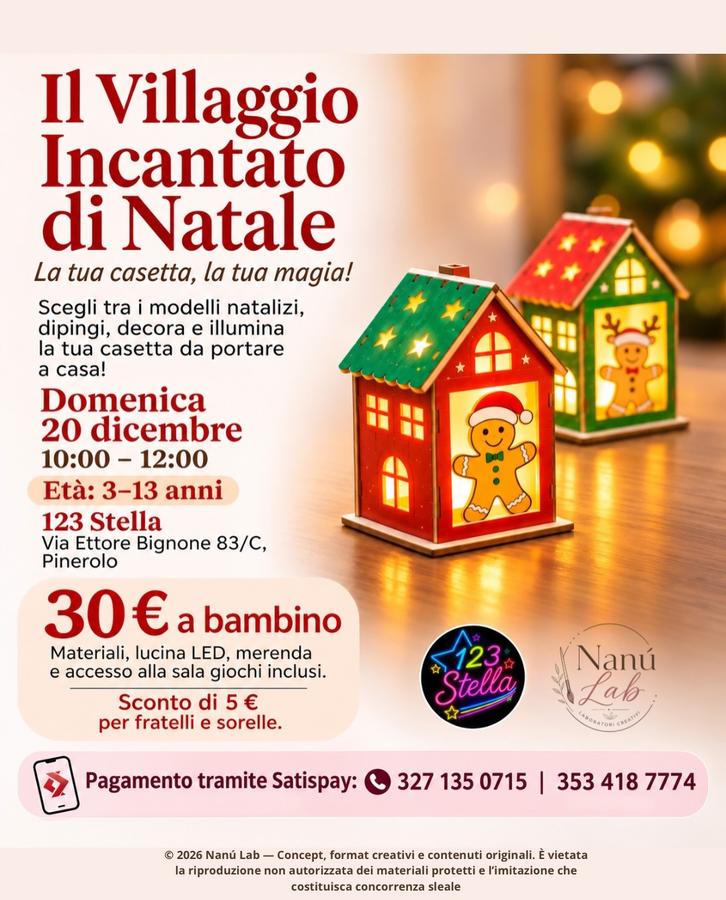 Il Villaggio
Incantato
di Natale
La tua casetta, la tua magia!
Scegli tra i modelli natalizi,
dipingi, decora e illumina
la tua casetta da portare
a casa!
Domenica
20 dicembre
10:00 – 12:00
Età: 3–13 anni
123 Stella
Via Ettore Bignone 83/C,
Pinerolo
30 € a bambino
Materiali, lucina LED, merenda
e accesso alla sala giochi inclusi.
Sconto di 5 €
per fratelli e sorelle.
123
Stella
Nanú
Lab
LABORATORI CREATIVI
Pagamento tramite Satispay: 327 135 0715 | 353 418 7774
© 2026 Nanú Lab — Concept, format creativi e contenuti originali. È vietata
la riproduzione non autorizzata dei materiali protetti e l’imitazione che
costituisca concorrenza sleale